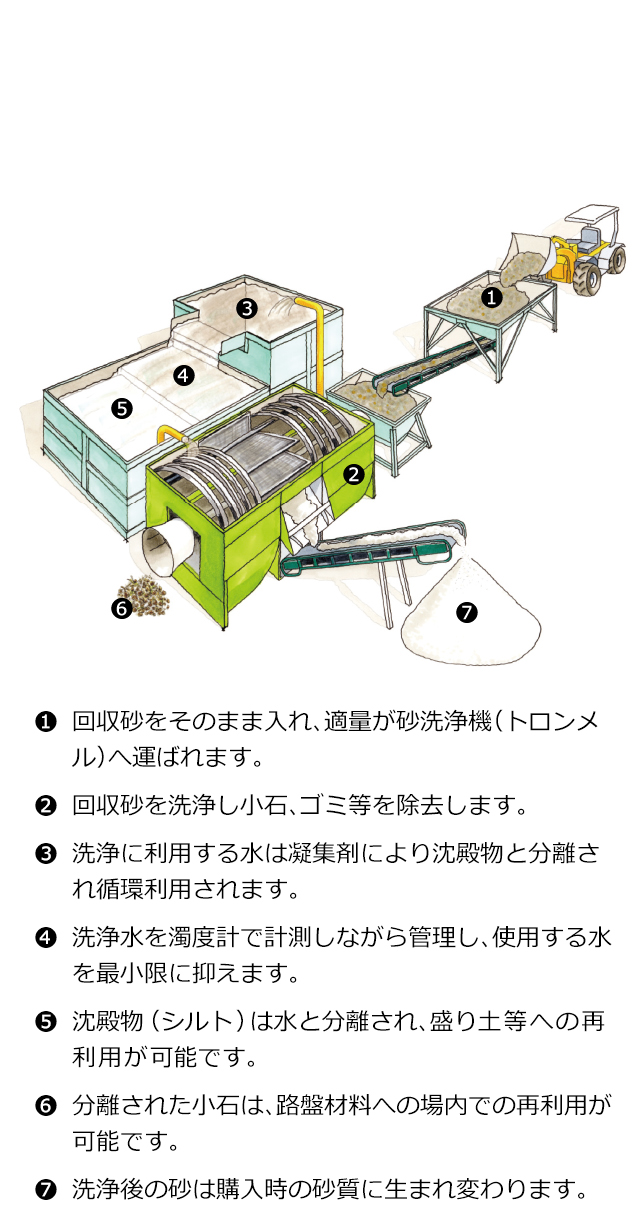 ❸
❶
❹
❺
❷
❻
❼
❶ 回収砂をそのまま入れ、適量が砂洗浄機（トロンメ
ル）へ運ばれます。
❷ 回収砂を洗浄し小石、ゴミ等を除去します。
❸ 洗浄に利用する水は凝集剤により沈殿物と分離さ
れ循環利用されます。
❹ 洗浄水を濁度計で計測しながら管理し、使用する水
を最小限に抑えます。
❺ 沈殿物（シルト）は水と分離され、盛り土等への再
利用が可能です。
❻ 分離された小石は、路盤材料への場内での再利用が
可能です。
❼ 洗浄後の砂は購入時の砂質に生まれ変わります。